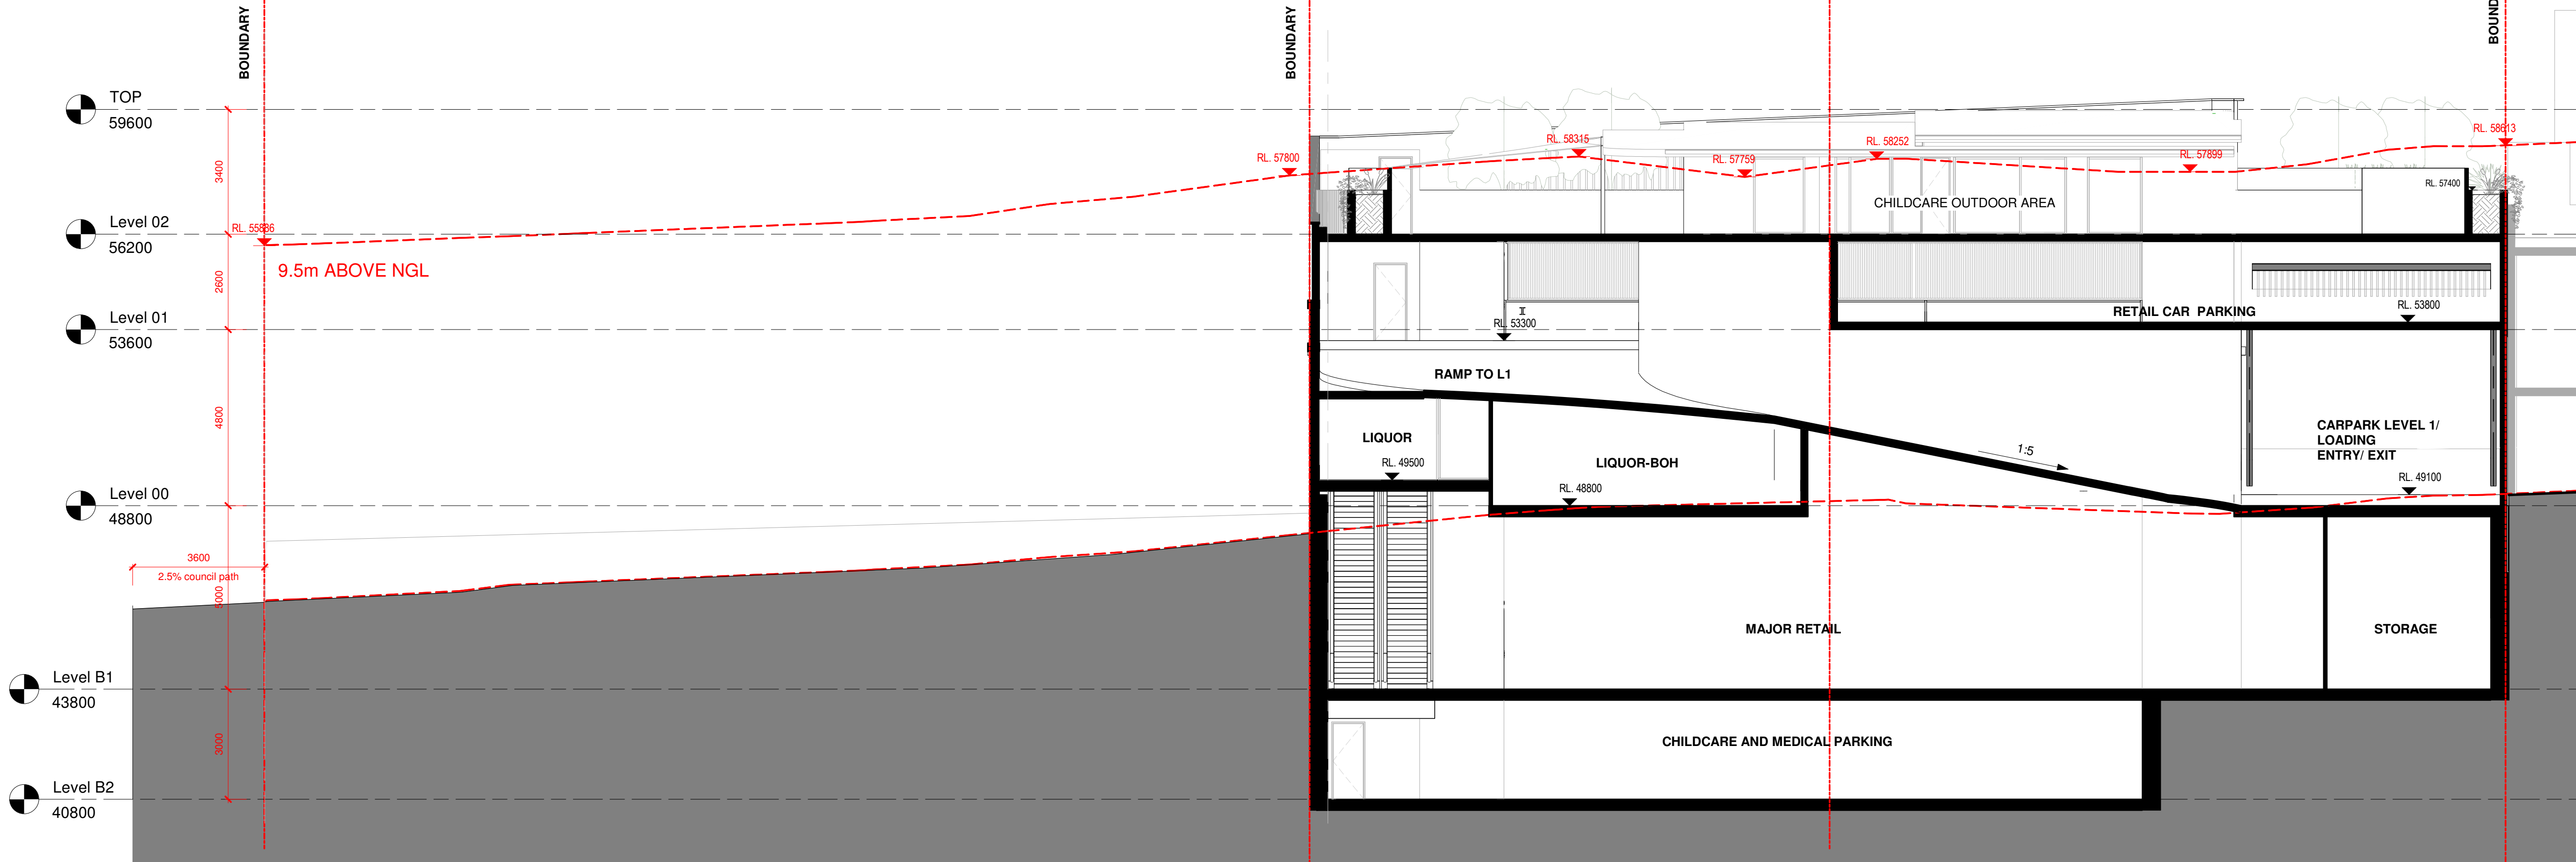 BOUNDARY
BOUNDARY
BOUND
TOP
59600
3400
RL. 57800
RL. 58315
RL. 57759
RL. 58252
RL. 57899
RL. 58613
RL. 57400
CHILDCARE OUTDOOR AREA
Level 02
56200
RL. 55886
9.5m ABOVE NGL
2600
Level 01
53600
RL. 53300
RETAIL CAR PARKING
RL. 53800
RAMP TO L1
4800
LIQUOR
RL. 49500
LIQUOR-BOH
RL. 48800
1:5
CARPARK LEVEL 1/
LOADING
ENTRY/ EXIT
RL. 49100
Level 00
48800
3600
2.5% council path
5000
MAJOR RETAIL
STORAGE
Level B1
43800
3000
CHILDCARE AND MEDICAL PARKING
Level B2
40800